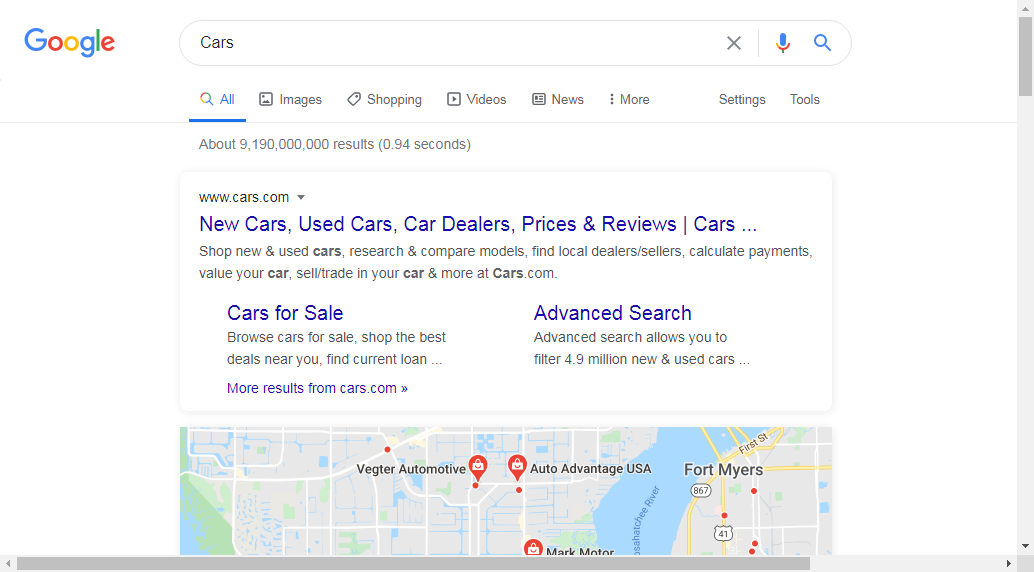 Google
Cars
All
Images
Shopping
Videos
News
More
Settings
Tools
About 9,190,000,000 results (0.94 seconds)
www.cars.com
New Cars, Used Cars, Car Dealers, Prices & Reviews | Cars ...
Shop new & used cars, research & compare models, find local dealers/sellers, calculate payments,
value your car, sell/trade in your car & more at Cars.com.
Cars for Sale
Browse cars for sale, shop the best
deals near you, find current loan ...
Advanced Search
Advanced search allows you to
filter 4.9 million new & used cars ...
More results from cars.com »
First St
Vegter Automotive
Auto Advantage USA
Fort Myers
867
osahatchee River
41
Mark Motor